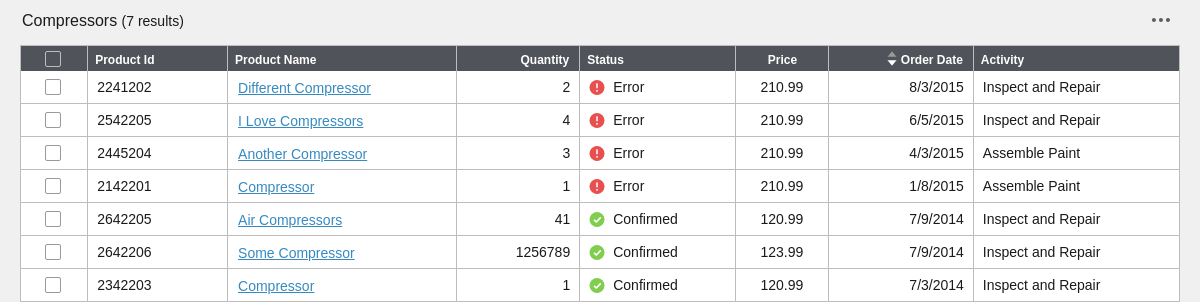 Compressors (7 results)
Product Id Product Name Quantity Status Price Order Date Activity
2241202 Different Compressor 2 Error 210.99 8/3/2015 Inspect and Repair
2542205 I Love Compressors 4 Error 210.99 6/5/2015 Inspect and Repair
2445204 Another Compressor 3 Error 210.99 4/3/2015 Assemble Paint
2142201 Compressor 1 Error 210.99 1/8/2015 Assemble Paint
2642205 Air Compressors 41 Confirmed 120.99 7/9/2014 Inspect and Repair
2642206 Some Compressor 1256789 Confirmed 123.99 7/9/2014 Inspect and Repair
2342203 Compressor 1 Confirmed 120.99 7/3/2014 Inspect and Repair